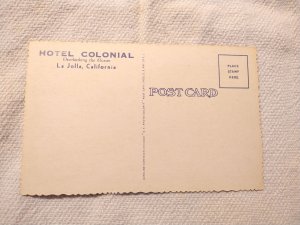 HOTEL COLONIAL
Overlooking the Ocean
La Jolla, California
PLACE
STAMP
HERE
POST CARD